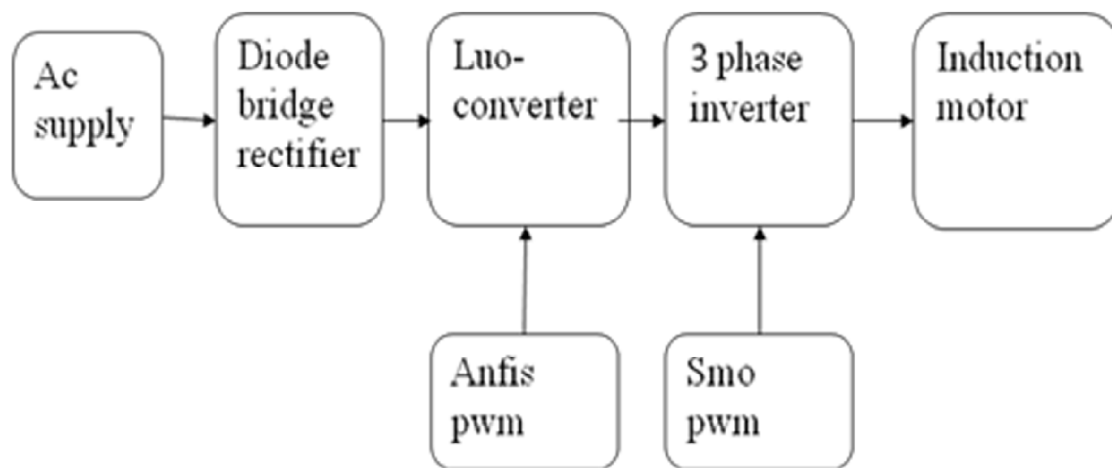 Ac
supply
Diode
bridge
rectifier
Luo-
converter
3 phase
inverter
Induction
motor
Anfis
pwm
Smo
pwm